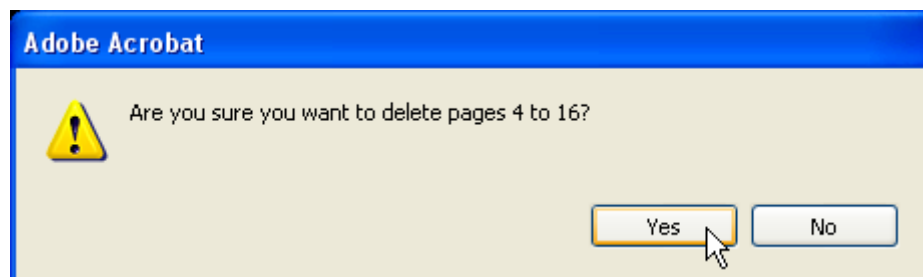 Adobe Acrobat
Are you sure you want to delete pages 4 to 16?
Yes No